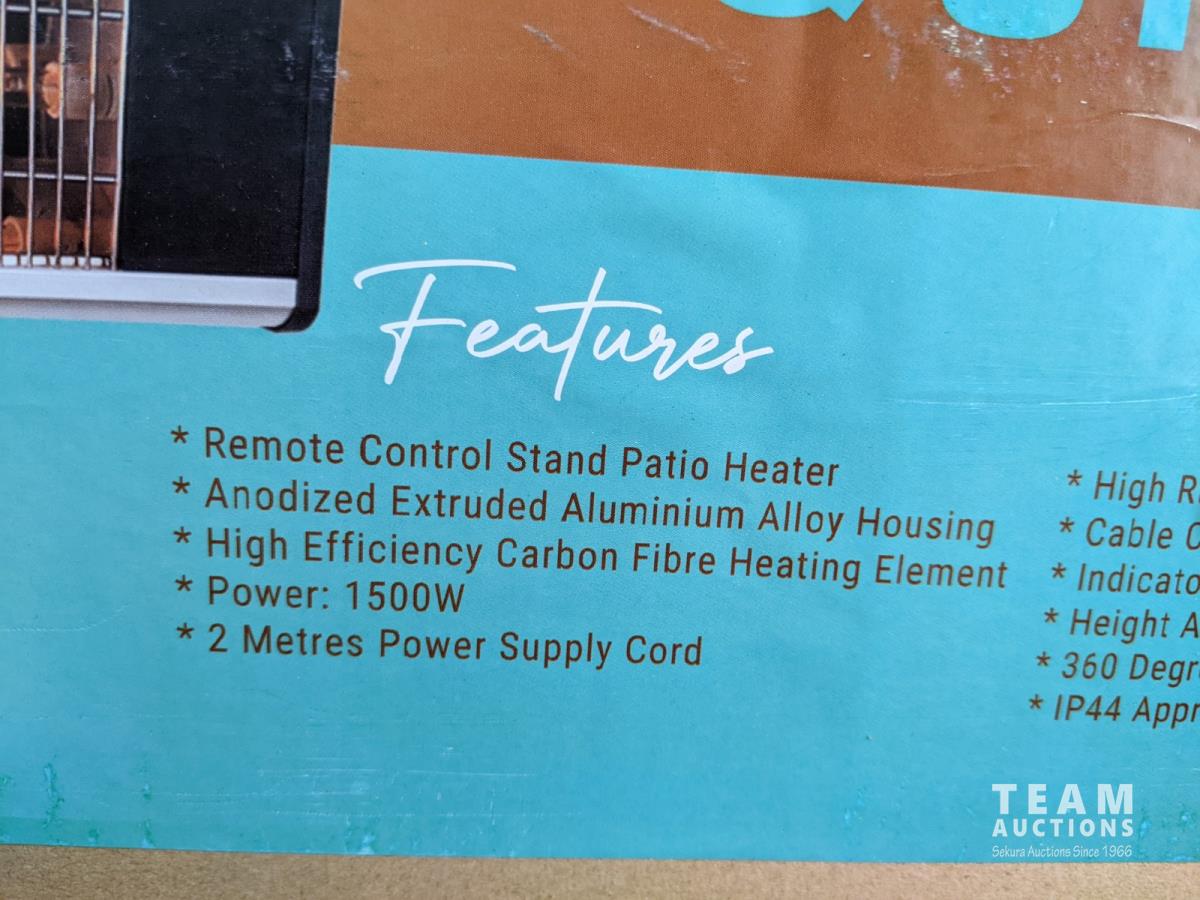 Features
* Remote Control Stand Patio Heater
* Anodized Extruded Aluminium Alloy Housing
* High Efficiency Carbon Fibre Heating Element
* Power: 1500W
* 2 Metres Power Supply Cord
* High
* Cable
*
* Height
* 360
* IP44
TEAM
AUCTIONS
Sekura Auctions Since 1966